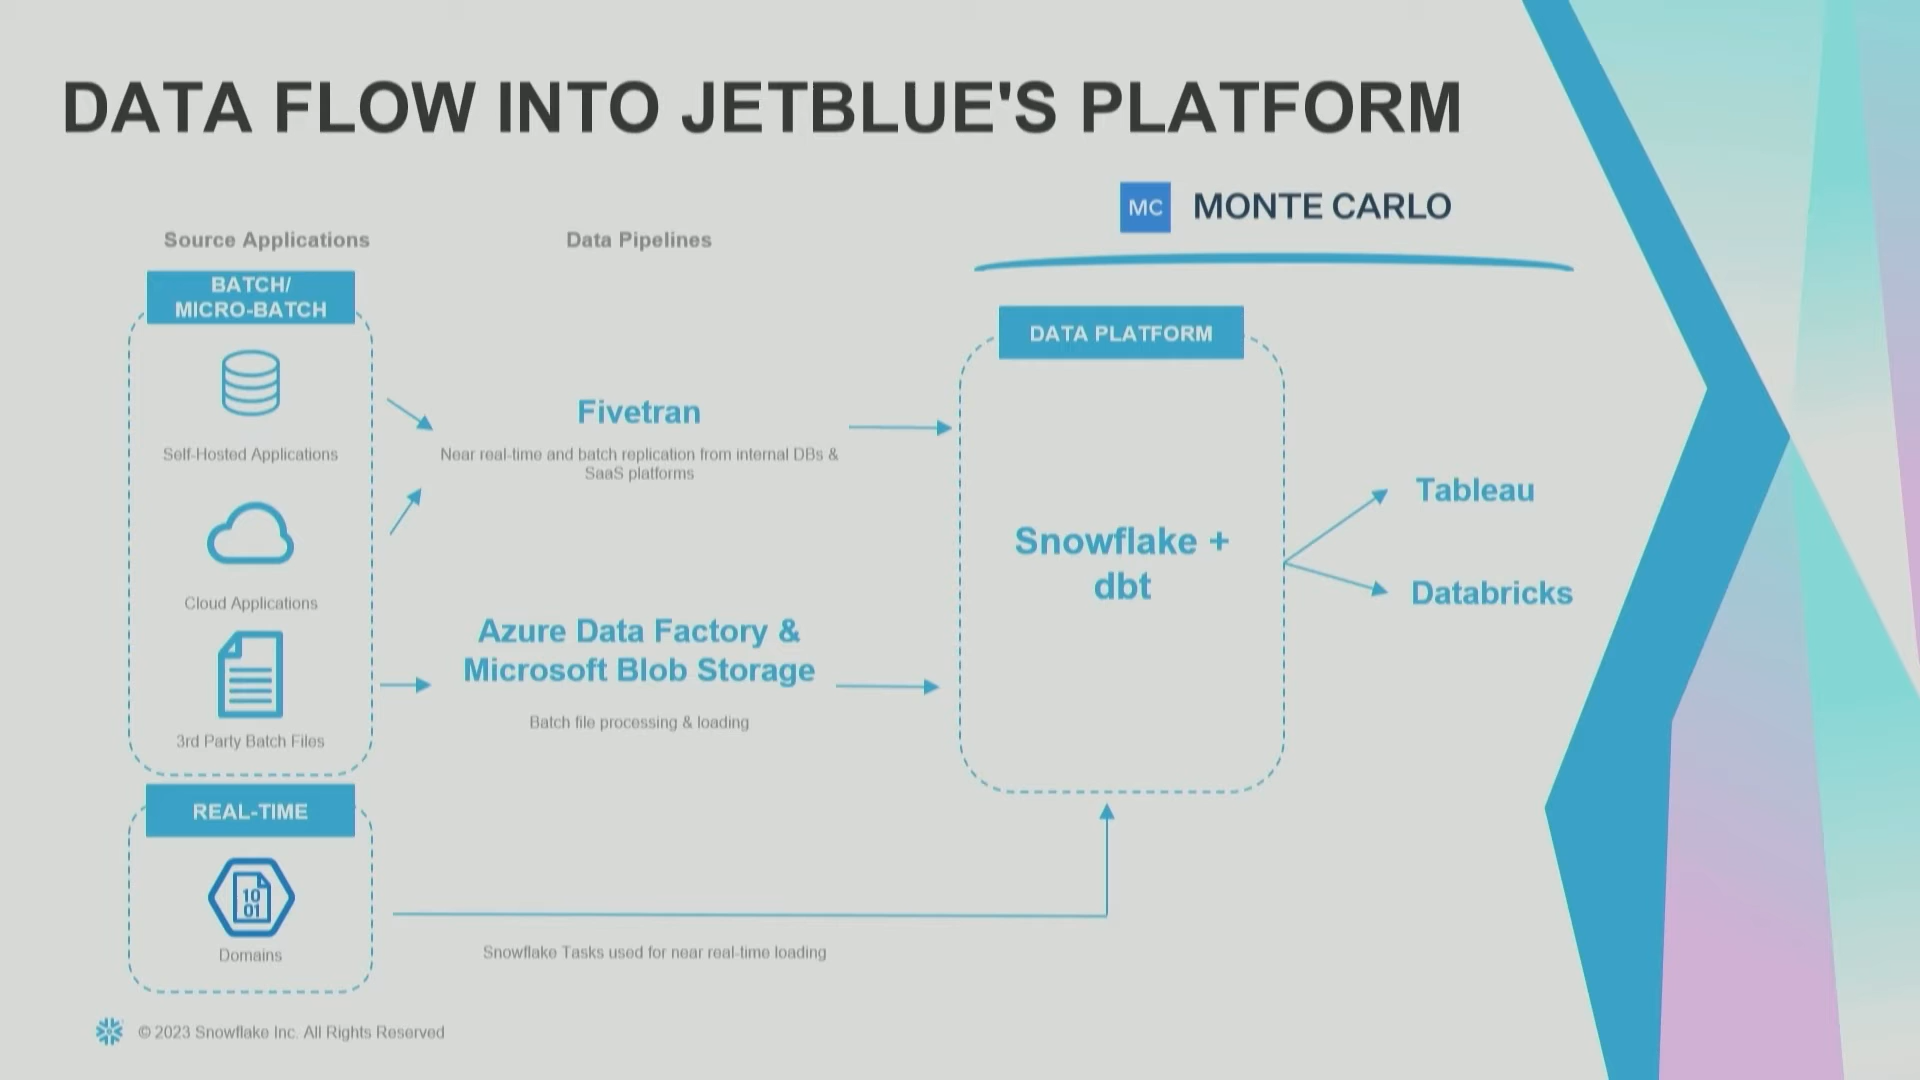 DATA FLOW INTO JETBLUE'S PLATFORM
MC MONTE CARLO
Source Applications
Data Pipelines
BATCH/
MICRO-BATCH
Self-Hosted Applications
Cloud Applications
3rd Party Batch Files
REAL-TIME
10
01
Domains
Fivetran
Near real-time and batch replication from internal DBs &
SaaS platforms
Azure Data Factory &
Microsoft Blob Storage
Batch file processing & loading
Snowflake Tasks used for near real-time loading
DATA PLATFORM
Snowflake +
dbt
Tableau
Databricks
© 2023 Snowflake Inc. All Rights Reserved